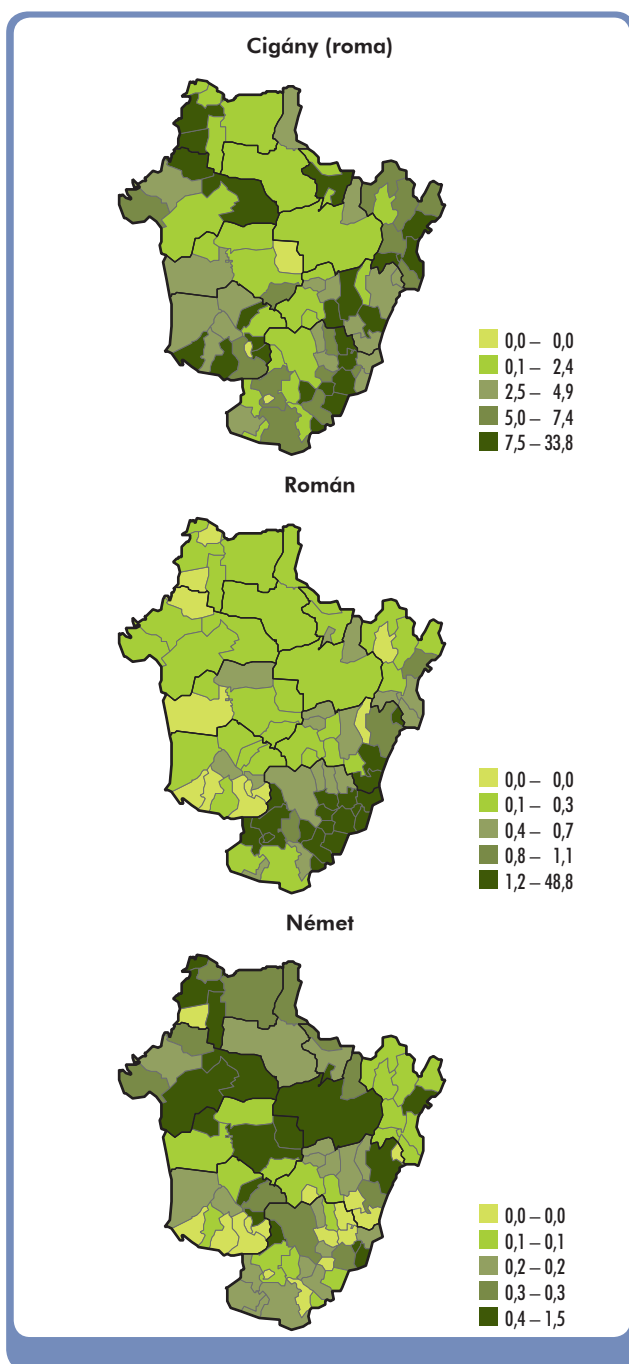 Cigány (roma)
0,0 – 0,0
0,1 – 2,4
2,5 – 4,9
5,0 – 7,4
7,5 – 33,8
Román
0,0 – 0,0
0,1 – 0,3
0,4 – 0,7
0,8 – 1,1
1,2 – 48,8
Német
0,0 – 0,0
0,1 – 0,1
0,2 – 0,2
0,3 – 0,3
0,4 – 1,5